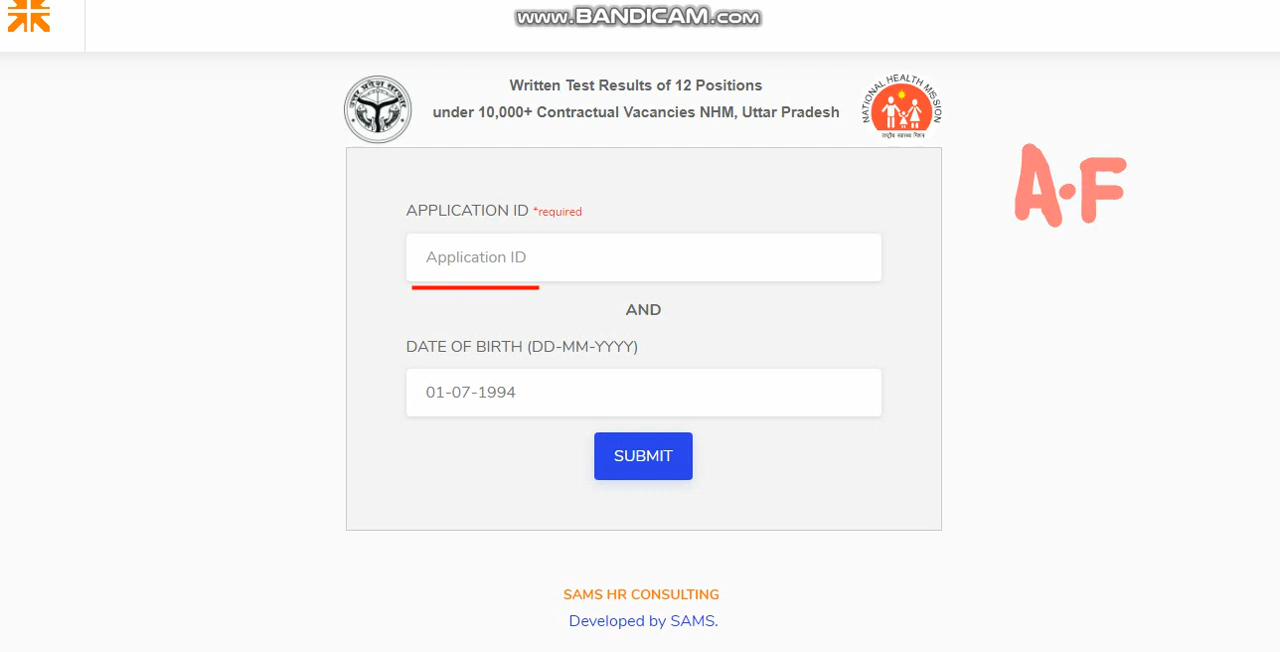 www.BANDICAM.com
Written Test Results of 12 Positions
under 10,000+ Contractual Vacancies NHM, Uttar Pradesh
NATIONAL HEALTH MISSION
राष्ट्रीय स्वास्थ्य मिशन
A.F
APPLICATION ID *required
Application ID
AND
DATE OF BIRTH (DD-MM-YYYY)
01-07-1994
SUBMIT
SAMS HR CONSULTING
Developed by SAMS.